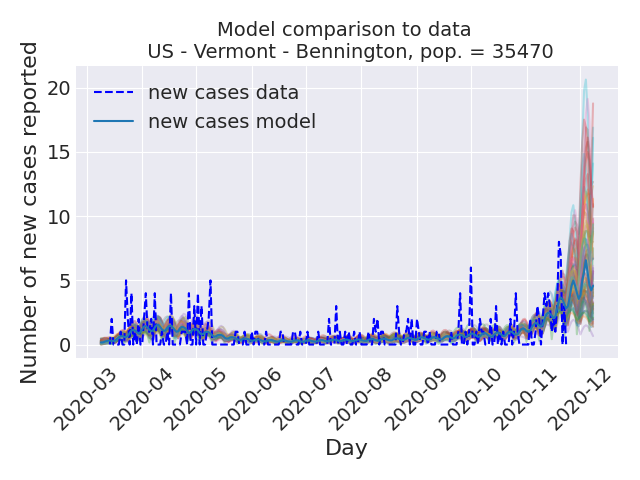 Model comparison to data
US - Vermont - Bennington, pop. = 35470
Number of new cases reported
20
15
10
5
0
new cases data
new cases model
2020-03
2020-04
2020-05
2020-06
2020-07
2020-08
2020-09
2020-10
2020-11
2020-12
Day